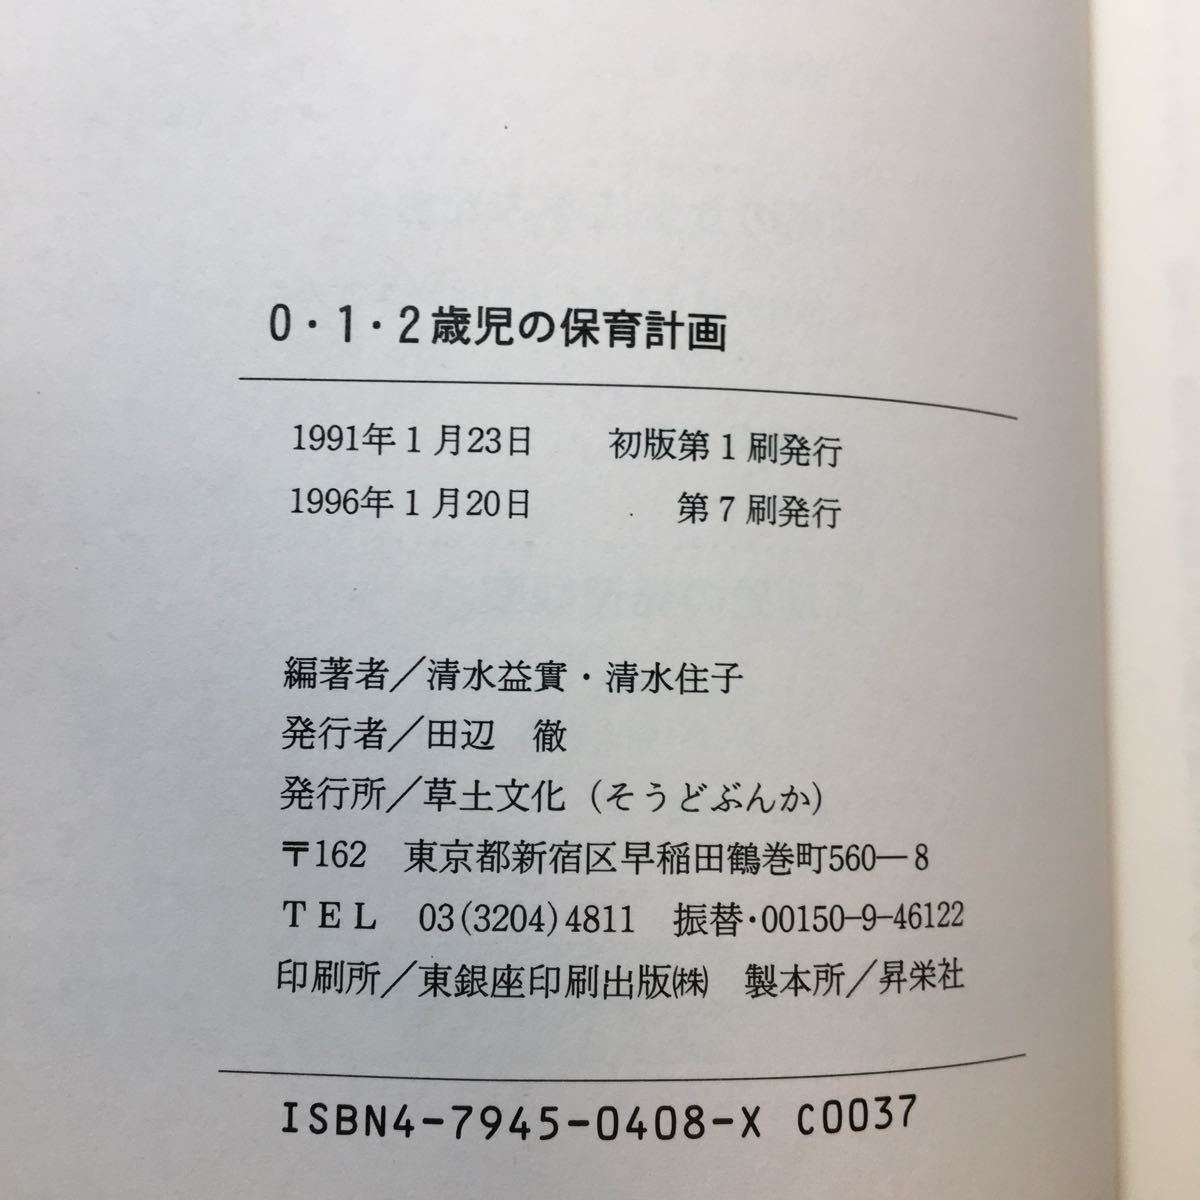 0・1・2歳児の保育計画
1991年1月23日　初版第1刷発行
1996年1月20日　第7刷発行
編著者／清水益實・清水住子
発行者／田辺　徹
発行所／草土文化（そうどぶんか）
〒162　東京都新宿区早稲田鶴巻町560—8
TEL　03(3204)4811　振替・00150-9-46122
印刷所／東銀座印刷出版㈱　製本所／昇栄社
ISBN4-7945-0408-X C0037